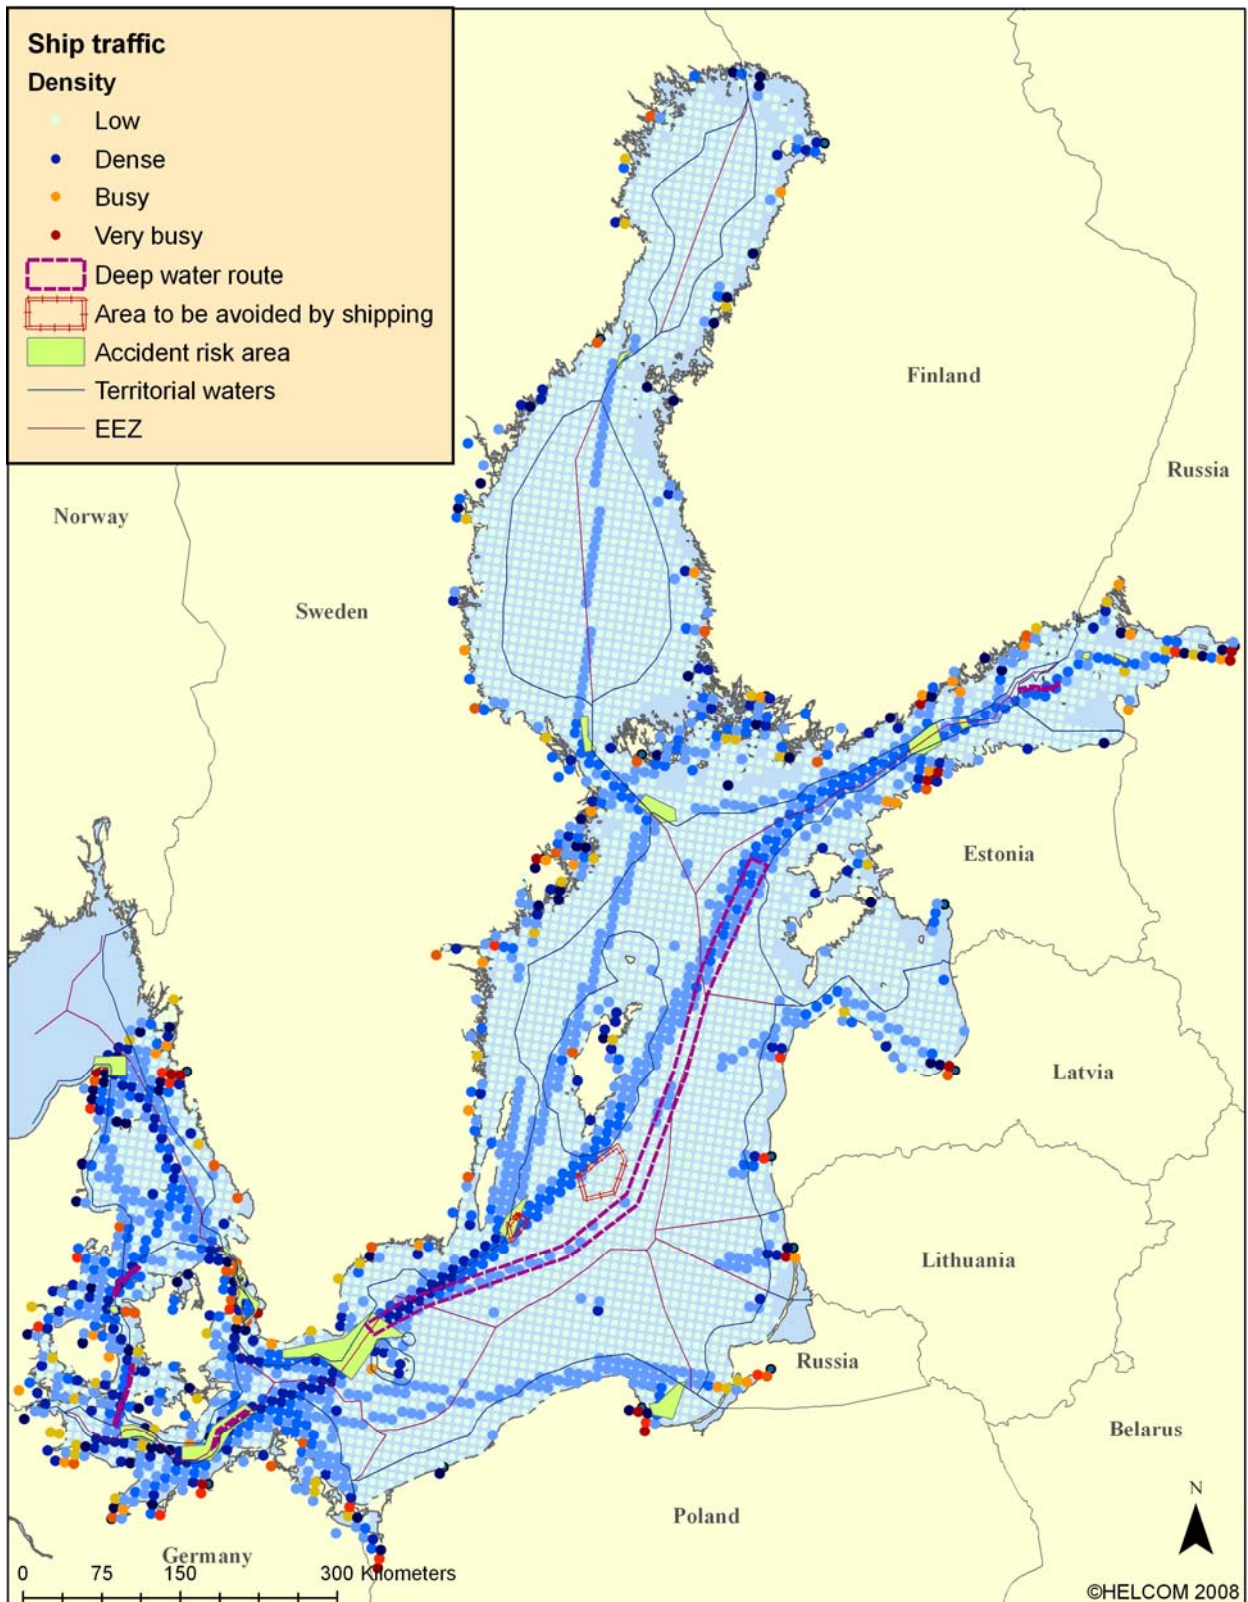 Ship traffic
Density
Low
Dense
Busy
Very busy
Deep water route
Area to be avoided by shipping
Accident risk area
Territorial waters
EEZ
Finland
Russia
Norway
Sweden
Estonia
Latvia
Lithuania
Russia
Belarus
Poland
N
Germany
0 75 150 300 Kilometers
©HELCOM 2008